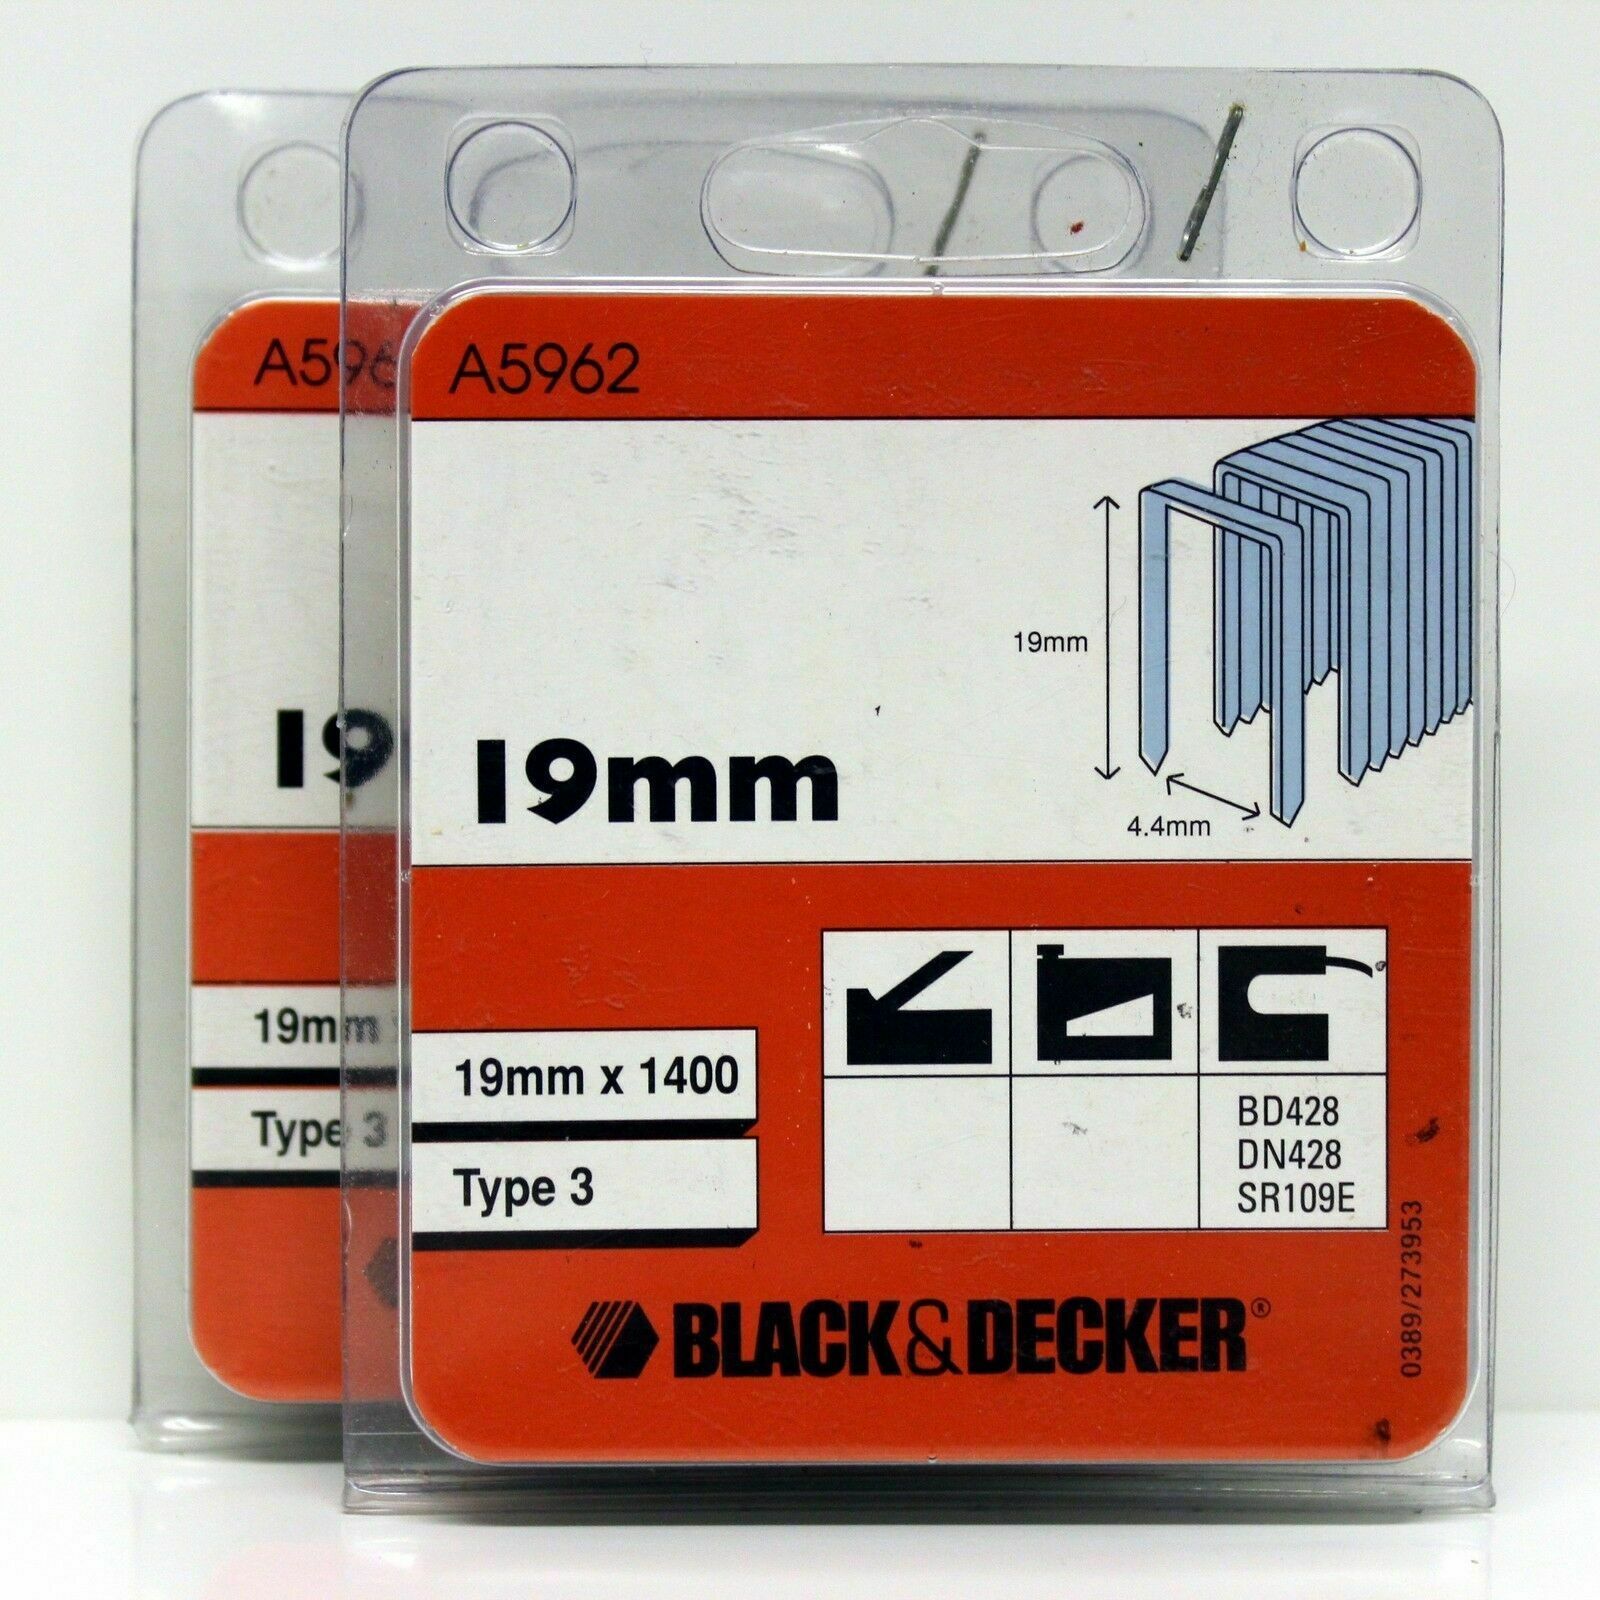 A5962
19mm
4.4mm
19mm
19mm x 1400
Type 3
BD428
DN428
SR109E
0389/273953
BLACK&DECKER®
A596
19
19mm
Type 3